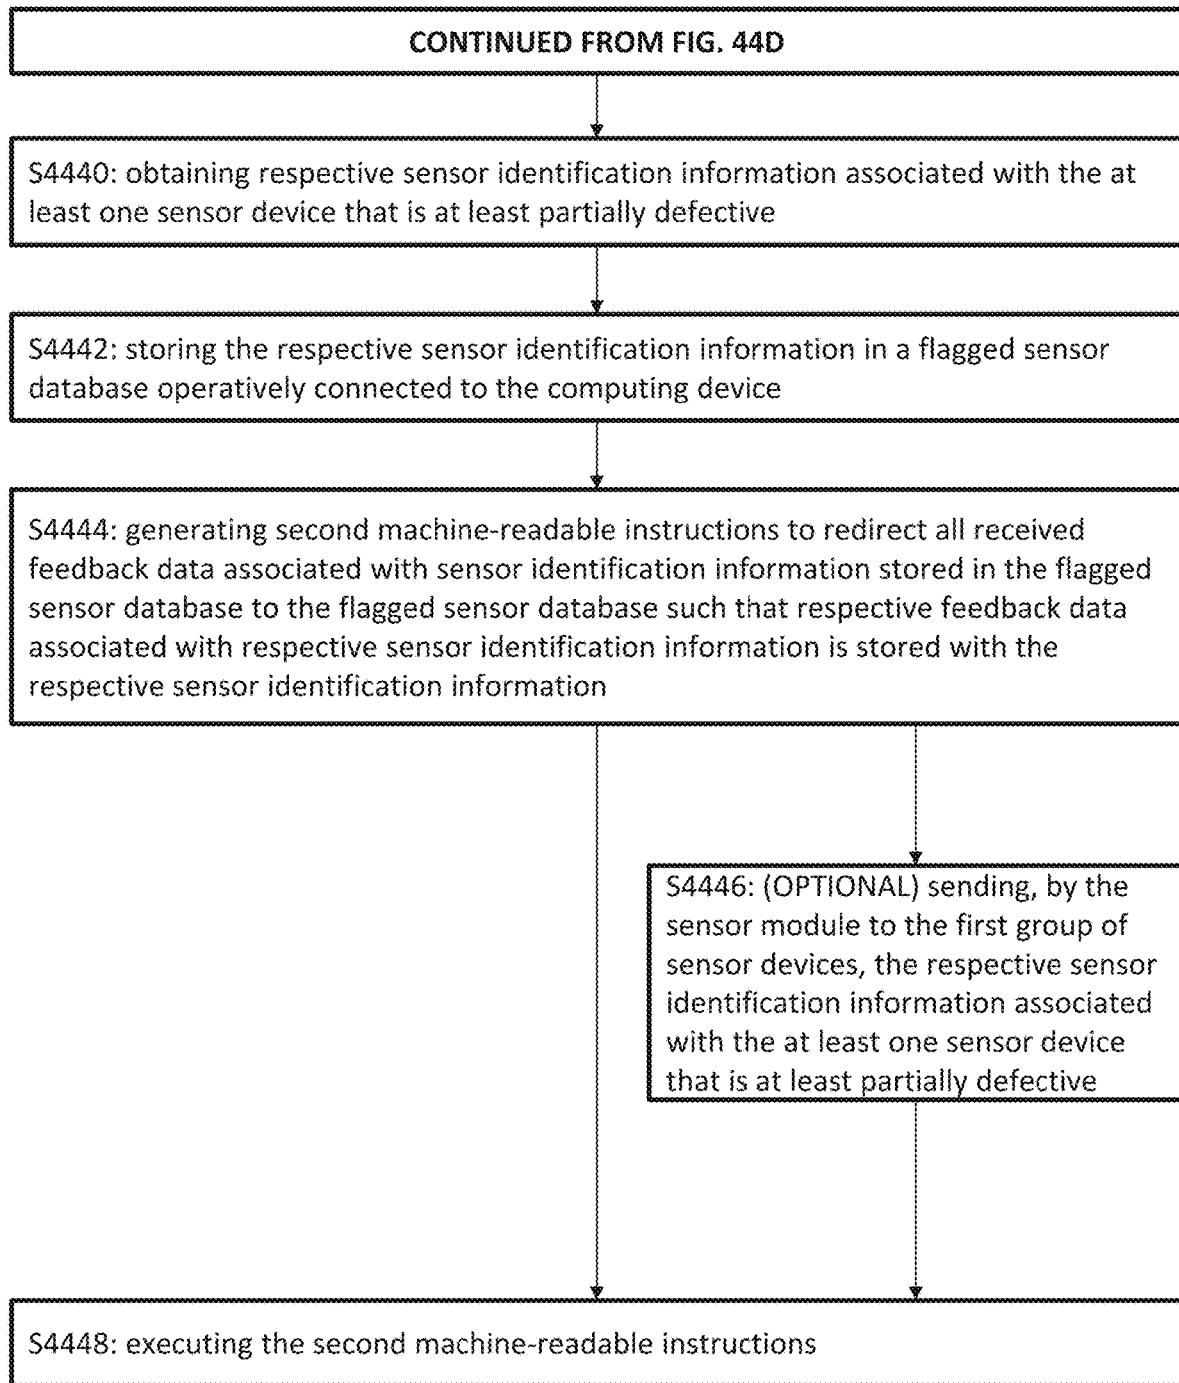 CONTINUED FROM FIG. 44D
S4440: obtaining respective sensor identification information associated with the at
least one sensor device that is at least partially defective
S4442: storing the respective sensor identification information in a flagged sensor
database operatively connected to the computing device
S4444: generating second machine-readable instructions to redirect all received
feedback data associated with sensor identification information stored in the flagged
sensor database to the flagged sensor database such that respective feedback data
associated with respective sensor identification information is stored with the
respective sensor identification information
S4446: (OPTIONAL) sending, by the
sensor module to the first group of
sensor devices, the respective sensor
identification information associated
with the at least one sensor device
that is at least partially defective
S4448: executing the second machine-readable instructions